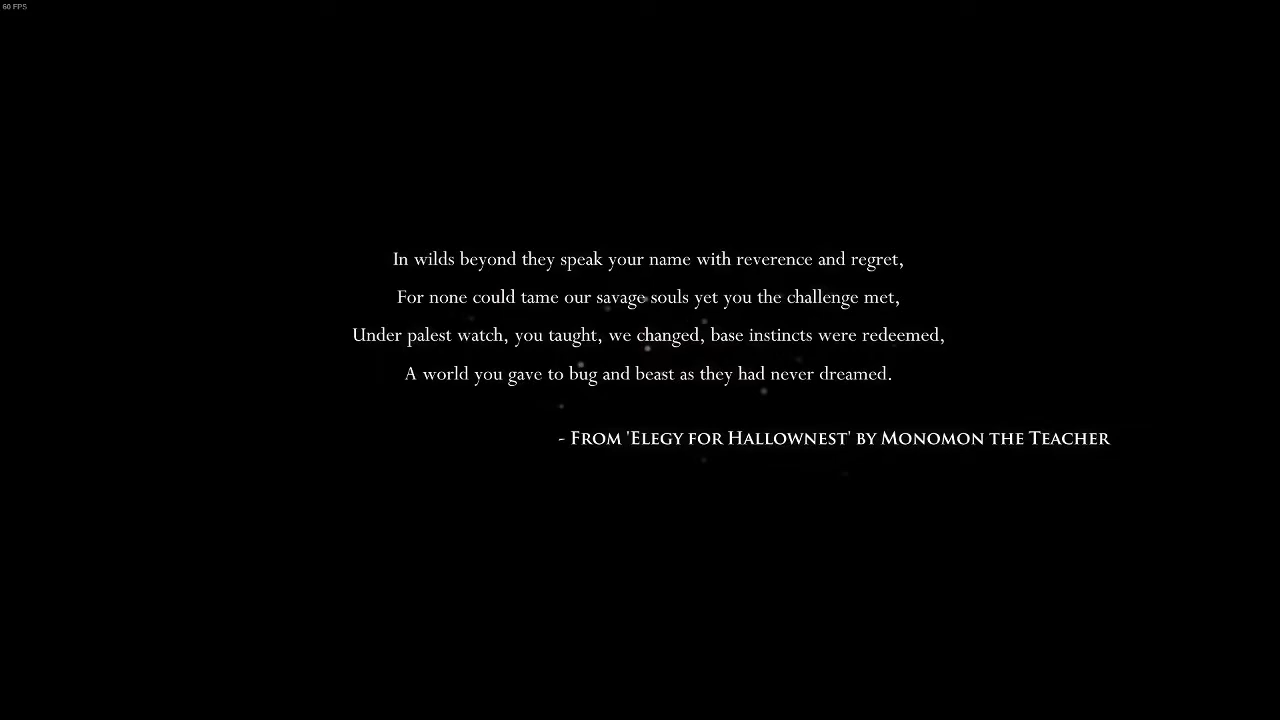 60 FPS
In wilds beyond they speak your name with reverence and regret,
For none could tame our savage souls yet you the challenge met,
Under palest watch, you taught, we changed, base instincts were redeemed,
A world you gave to bug and beast as they had never dreamed.
- From 'Elegy for Hallownest' by Monomon the Teacher